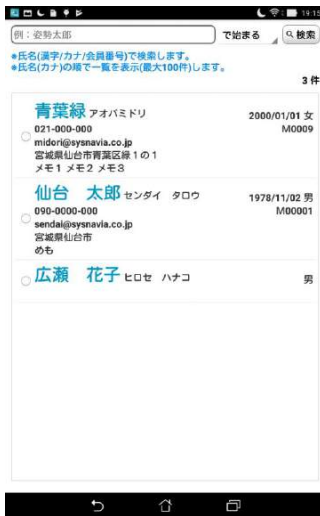 19:15
例：姿勢太郎 で始まる 検索
*氏名(漢字/カナ/会員番号)で検索します。
*氏名(カナ)の順で一覧を表示(最大100件)します。
3 件
青葉緑 アオバミドリ 2000/01/01 女
021-000-000 M0009
midori@sysnavia.co.jp
宮城県仙台市青葉区緑１の１
メモ１ メモ２ メモ３
仙台 太郎 センダイ タロウ 1978/11/02 男
090-0000-000 M00001
sendai@sysnavia.co.jp
宮城県仙台市
めも
広瀬 花子 ヒロセ ハナコ 男